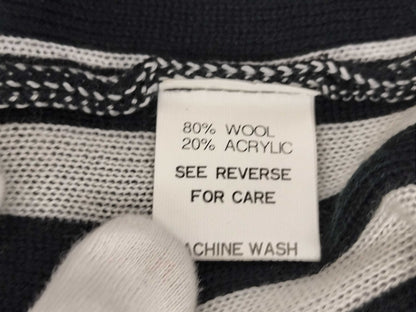 80% WOOL
20% ACRYLIC
SEE REVERSE
FOR CARE
ACHINE WASH